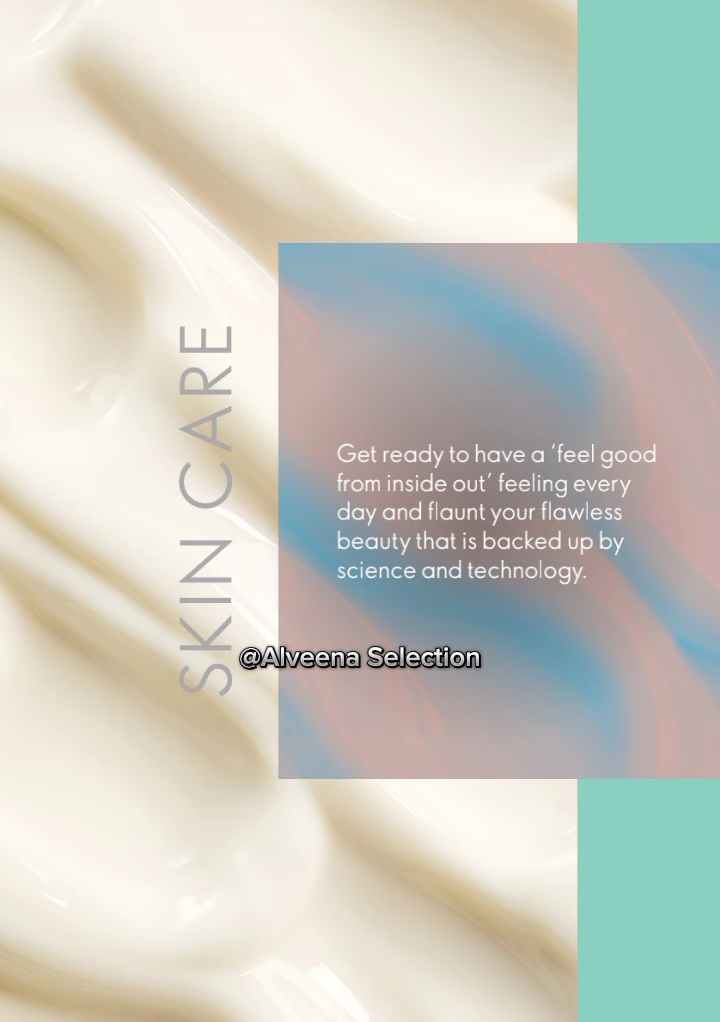 SKIN CARE
Get ready to have a ‘feel good
from inside out’ feeling every
day and flaunt your flawless
beauty that is backed up by
science and technology.
@Alveena Selection